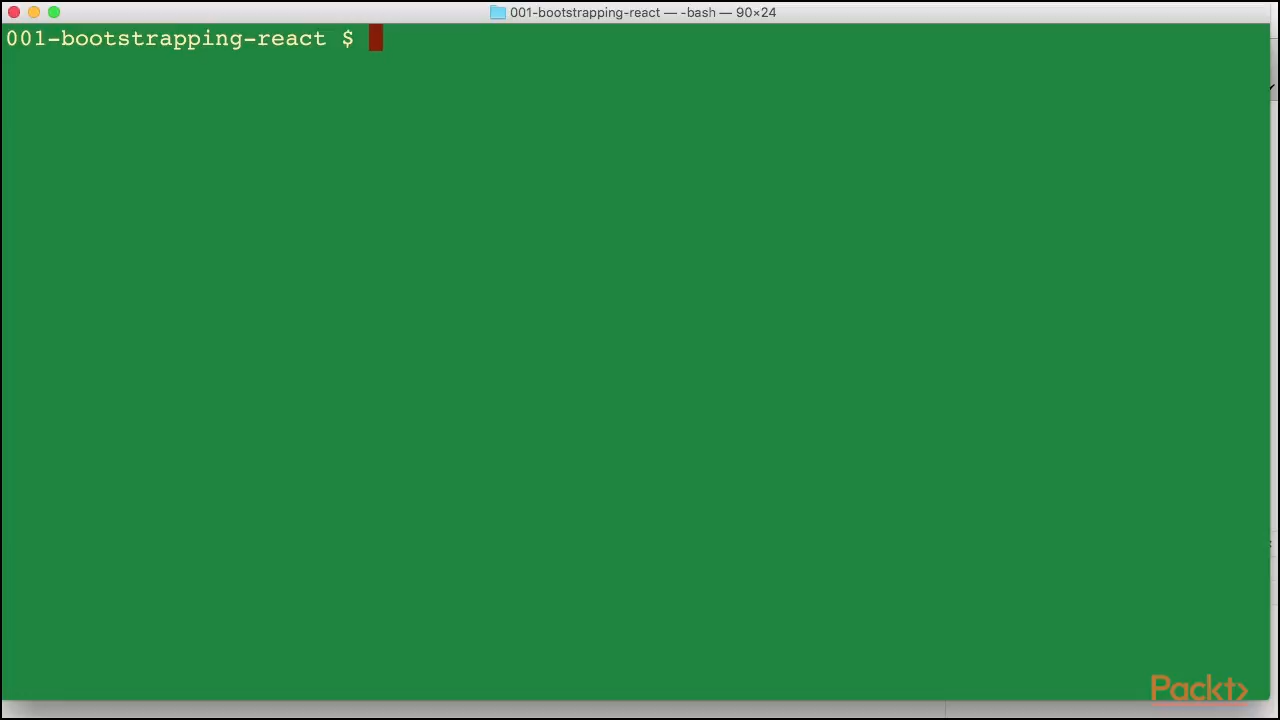 001-bootstrapping-react — -bash — 90×24
001-bootstrapping-react $
Packt>